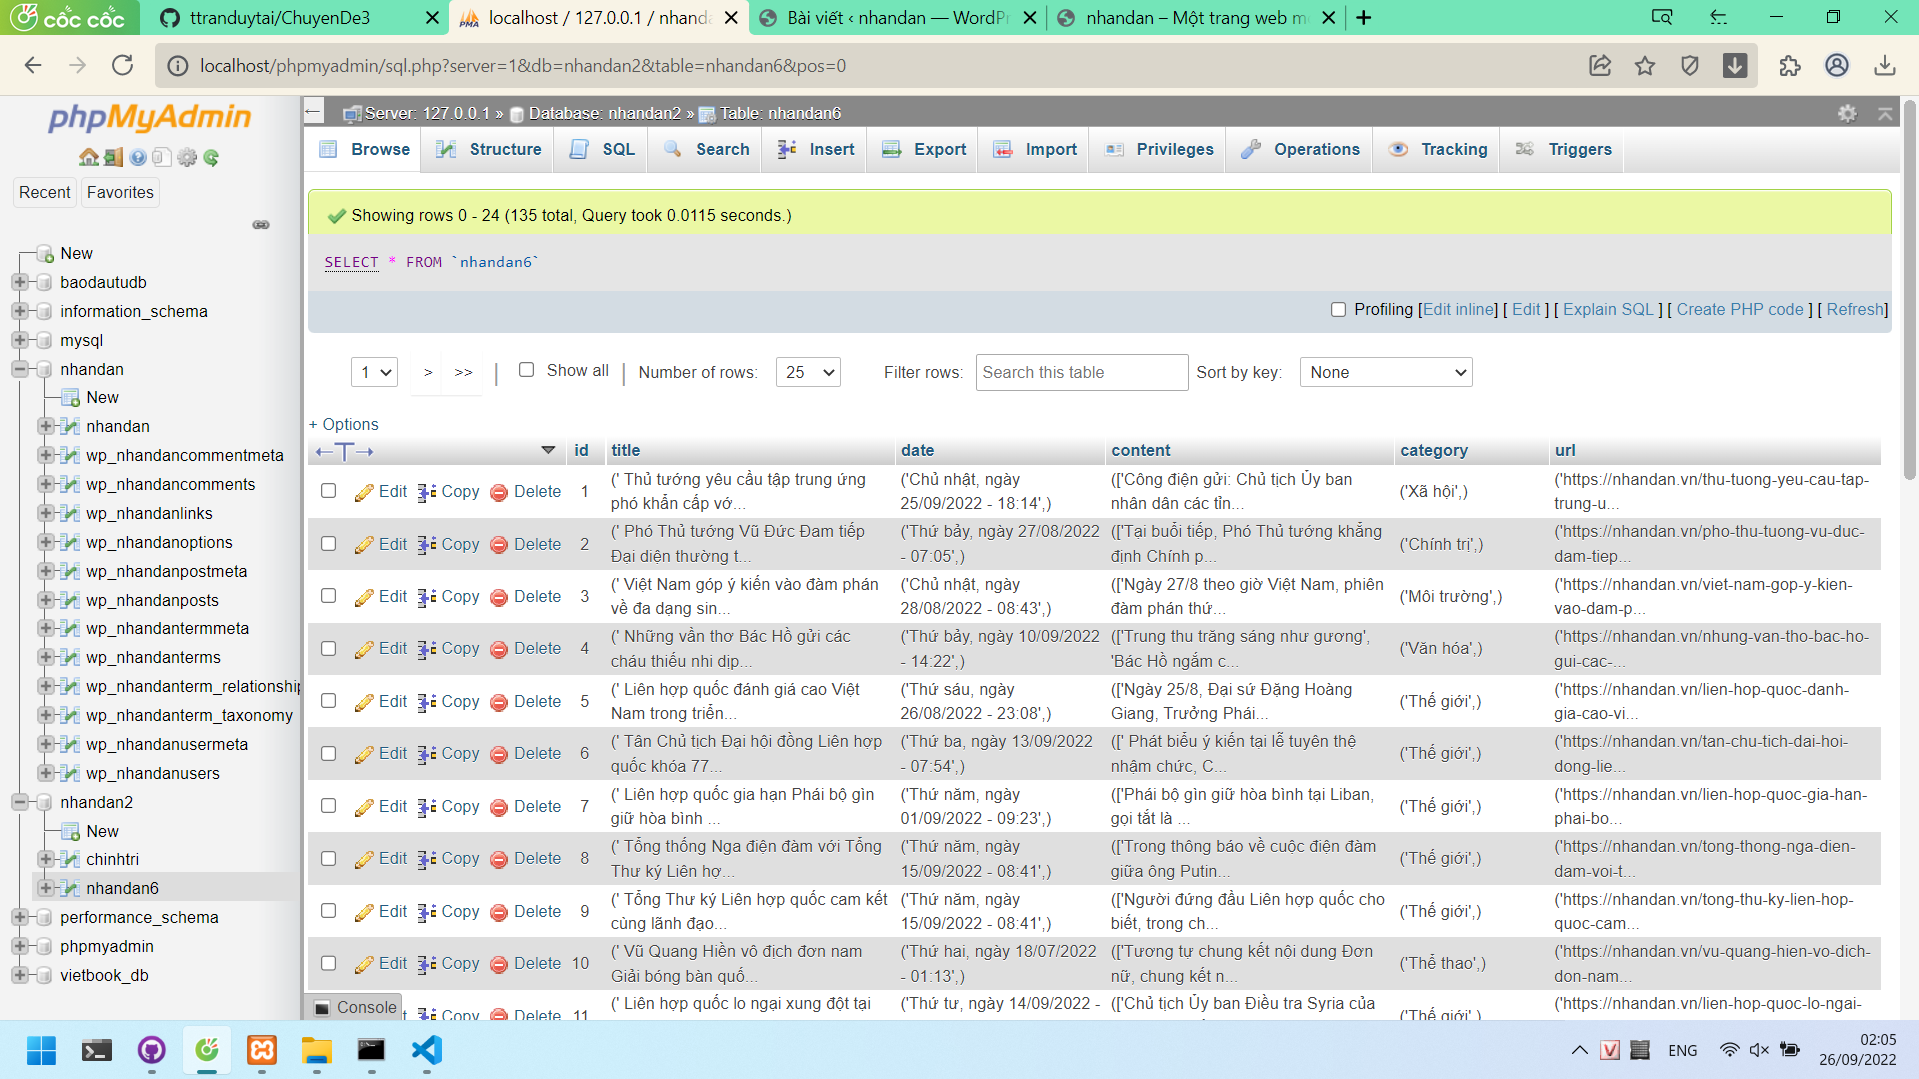 cốc cốc
ttranduytai/ChuyenDe3
localhost / 127.0.0.1 / nhand
Bài viết ‹ nhandan — WordPr
nhandan – Một trang web m
localhost/phpmyadmin/sql.php?server=1&db=nhandan2&table=nhandan6&pos=0
phpMyAdmin
Recent
Favorites
New
baodautudb
information_schema
mysql
nhandan
New
nhandan
wp_nhandancommentmeta
wp_nhandancomments
wp_nhandanlinks
wp_nhandanoptions
wp_nhandanpostmeta
wp_nhandanposts
wp_nhandantermmeta
wp_nhandanterms
wp_nhandanterm_relationship
wp_nhandanterm_taxonomy
wp_nhandanusermeta
wp_nhandanusers
nhandan2
New
chinhtri
nhandan6
performance_schema
phpmyadmin
vietbook_db
Server: 127.0.0.1 » Database: nhandan2 » Table: nhandan6
Browse Structure SQL Search Insert Export Import Privileges Operations Tracking Triggers
Showing rows 0 - 24 (135 total, Query took 0.0115 seconds.)
SELECT * FROM `nhandan6`
Profiling [Edit inline] [ Edit ] [ Explain SQL ] [ Create PHP code ] [ Refresh]
1 > >> | Show all | Number of rows: 25 Filter rows: Search this table Sort by key: None
+ Options
←T→ id title date content category url
Edit Copy Delete 1
(' Thủ tướng yêu cầu tập trung ứng
phó khẩn cấp vớ...
('Chủ nhật, ngày
25/09/2022 - 18:14',)
(['Công điện gửi: Chủ tịch Ủy ban
nhân dân các tỉn...
('Xã hội',)
('https://nhandan.vn/thu-tuong-yeu-cau-tap-
trung-u...
Edit Copy Delete 2
(' Phó Thủ tướng Vũ Đức Đam tiếp
Đại diện thường t...
('Thứ bảy, ngày 27/08/2022
- 07:05',)
(['Tại buổi tiếp, Phó Thủ tướng khẳng
định Chính p...
('Chính trị',)
('https://nhandan.vn/pho-thu-tuong-vu-duc-
dam-tiep...
Edit Copy Delete 3
(' Việt Nam góp ý kiến vào đàm phán
về đa dạng sin...
('Chủ nhật, ngày
28/08/2022 - 08:43',)
(['Ngày 27/8 theo giờ Việt Nam, phiên
đàm phán thứ...
('Môi trường',)
('https://nhandan.vn/viet-nam-gop-y-kien-
vao-dam-p...
Edit Copy Delete 4
(' Những vần thơ Bác Hồ gửi các
cháu thiếu nhi dịp...
('Thứ bảy, ngày 10/09/2022
- 14:22',)
(['Trung thu trăng sáng như gương',
'Bác Hồ ngắm c...
('Văn hóa',)
('https://nhandan.vn/nhung-van-tho-bac-ho-
gui-cac-...
Edit Copy Delete 5
(' Liên hợp quốc đánh giá cao Việt
Nam trong triển...
('Thứ sáu, ngày
26/08/2022 - 23:08',)
(['Ngày 25/8, Đại sứ Đặng Hoàng
Giang, Trưởng Phái...
('Thế giới',)
('https://nhandan.vn/lien-hop-quoc-danh-
gia-cao-vi...
Edit Copy Delete 6
(' Tân Chủ tịch Đại hội đồng Liên hợp
quốc khóa 77...
('Thứ ba, ngày 13/09/2022
- 07:54',)
([' Phát biểu ý kiến tại lễ tuyên thệ
nhậm chức, C...
('Thế giới',)
('https://nhandan.vn/tan-chu-tich-dai-hoi-
dong-lie...
Edit Copy Delete 7
(' Liên hợp quốc gia hạn Phái bộ gìn
giữ hòa bình ...
('Thứ năm, ngày
01/09/2022 - 09:23',)
(['Phái bộ gìn giữ hòa bình tại Liban,
gọi tắt là ...
('Thế giới',)
('https://nhandan.vn/lien-hop-quoc-gia-han-
phai-bo...
Edit Copy Delete 8
(' Tổng thống Nga điện đàm với Tổng
Thư ký Liên hợ...
('Thứ năm, ngày
15/09/2022 - 08:41',)
(['Trong thông báo về cuộc điện đàm
giữa ông Putin...
('Thế giới',)
('https://nhandan.vn/tong-thong-nga-dien-
dam-voi-t...
Edit Copy Delete 9
(' Tổng Thư ký Liên hợp quốc cam kết
cùng lãnh đạo...
('Thứ năm, ngày
15/09/2022 - 08:41',)
(['Người đứng đầu Liên hợp quốc cho
biết, trong ch...
('Thế giới',)
('https://nhandan.vn/tong-thu-ky-lien-hop-
quoc-cam...
Edit Copy Delete 10
(' Vũ Quang Hiền vô địch đơn nam
Giải bóng bàn quố...
('Thứ hai, ngày 18/07/2022
- 01:13',)
(['Tương tự chung kết nội dung Đơn
nữ, chung kết n...
('Thể thao',)
('https://nhandan.vn/vu-quang-hien-vo-dich-
don-nam...
Console
Copy Delete 11
(' Liên hợp quốc lo ngại xung đột tại
('Thứ tư, ngày 14/09/2022 -
(['Chủ tịch Ủy ban Điều tra Syria của
('Thế giới',)
('https://nhandan.vn/lien-hop-quoc-lo-ngai-
ENG
02:05
26/09/2022